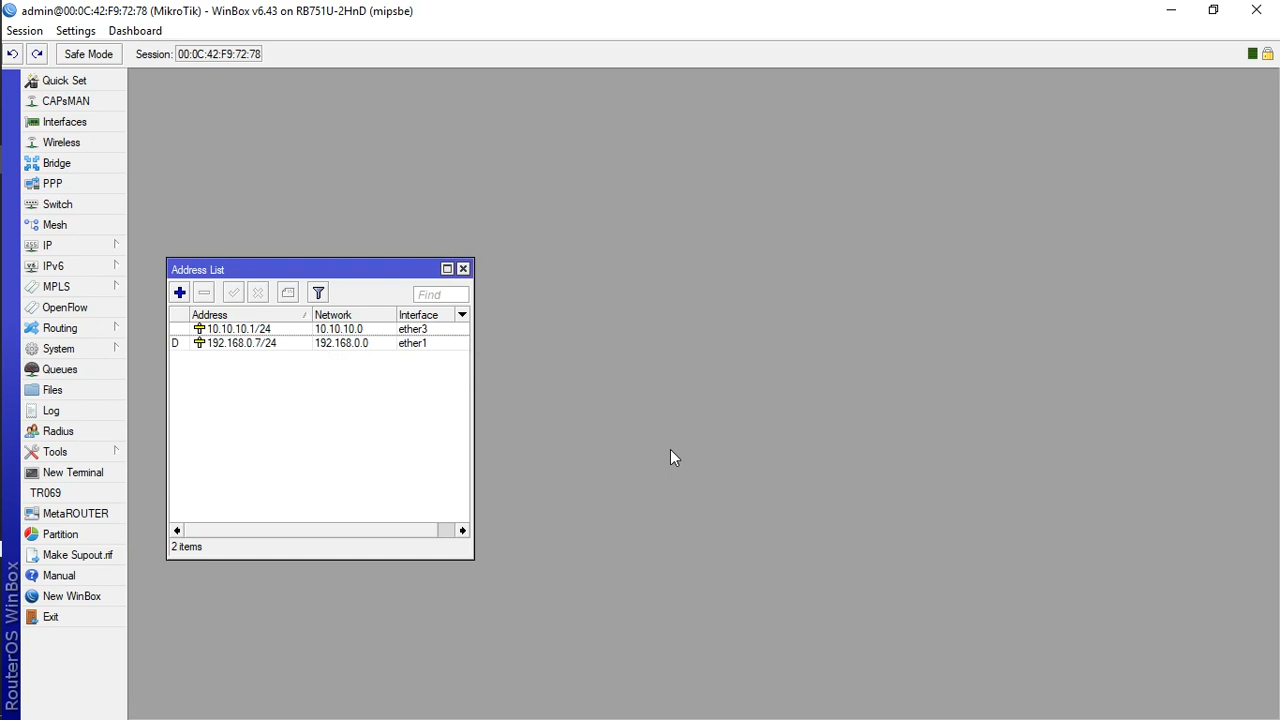 admin@00:0C:42:F9:72:78 (MikroTik) - WinBox v6.43 on RB751U-2HnD (mipsbe)
Session Settings Dashboard
Safe Mode Session: 00:0C:42:F9:72:78
Quick Set
CAPsMAN
Interfaces
Wireless
Bridge
PPP
Switch
Mesh
IP
IPv6
MPLS
OpenFlow
Routing
System
Queues
Files
Log
Radius
Tools
New Terminal
TR069
MetaROUTER
Partition
Make Supout.rif
Manual
New WinBox
Exit
RouterOS WinBox
Address List
Find
Address Network Interface
10.10.10.1/24 10.10.10.0 ether3
D 192.168.0.7/24 192.168.0.0 ether1
2 items